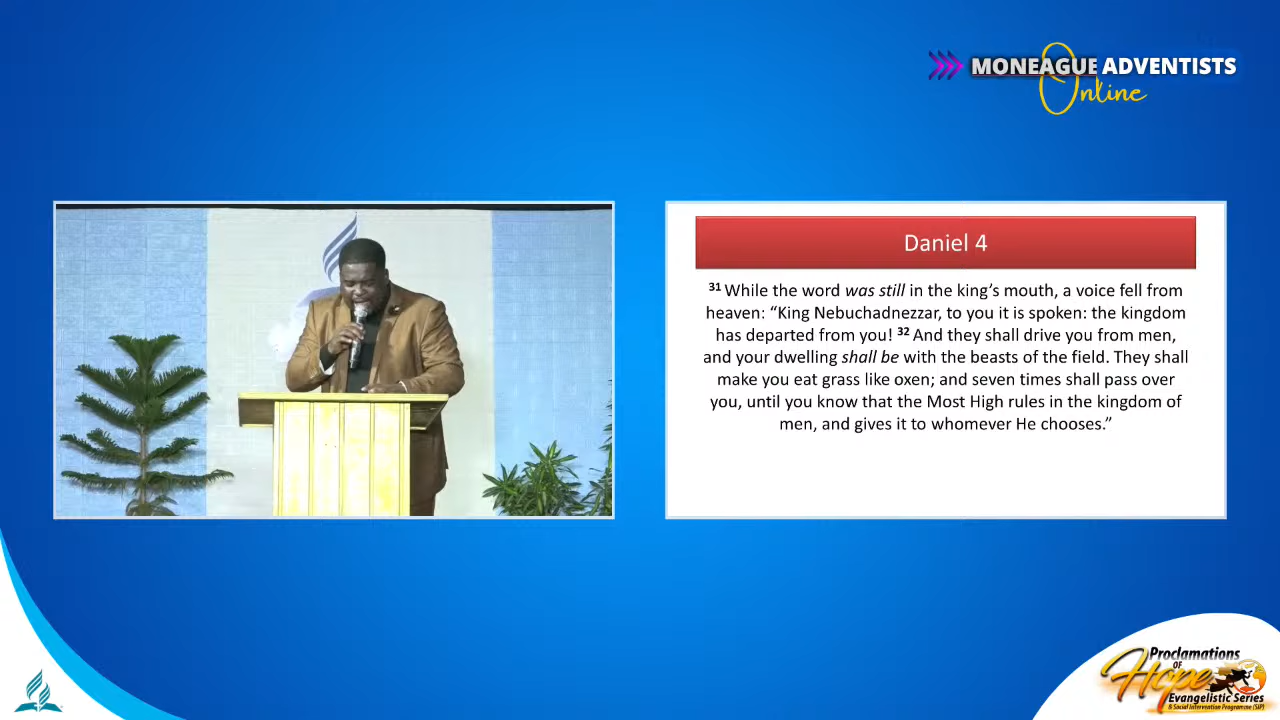 MONEAGUE ADVENTISTS
Online
Daniel 4
31 While the word was still in the king’s mouth, a voice fell from
heaven: “King Nebuchadnezzar, to you it is spoken: the kingdom
has departed from you! 32 And they shall drive you from men,
and your dwelling shall be with the beasts of the field. They shall
make you eat grass like oxen; and seven times shall pass over
you, until you know that the Most High rules in the kingdom of
men, and gives it to whomever He chooses.”
Proclamations
OF
Hope
Evangelistic Series
& Social Intervention Programme (SIP)